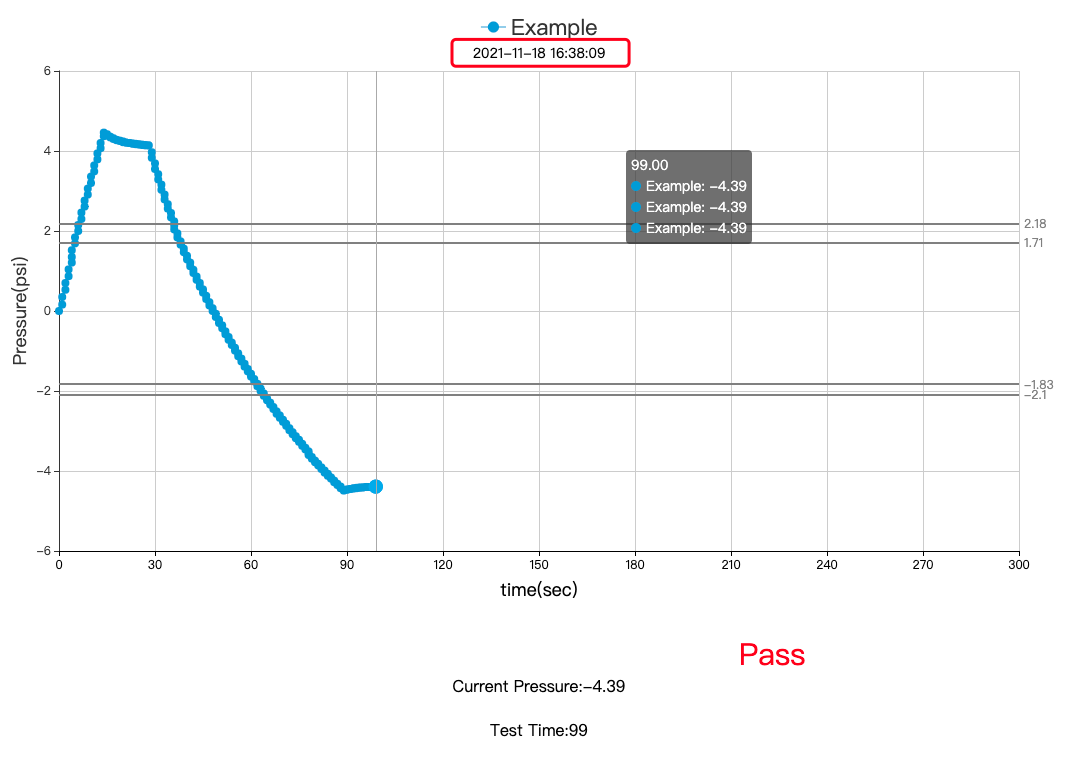 Example
2021-11-18 16:38:09
6
4
2
0
-2
-4
-6
Pressure(psi)
99.00
Example: -4.39
Example: -4.39
Example: -4.39
2.18
1.71
-1.83
-2.1
0 30 60 90 120 150 180 210 240 270 300
time(sec)
Pass
Current Pressure:-4.39
Test Time:99